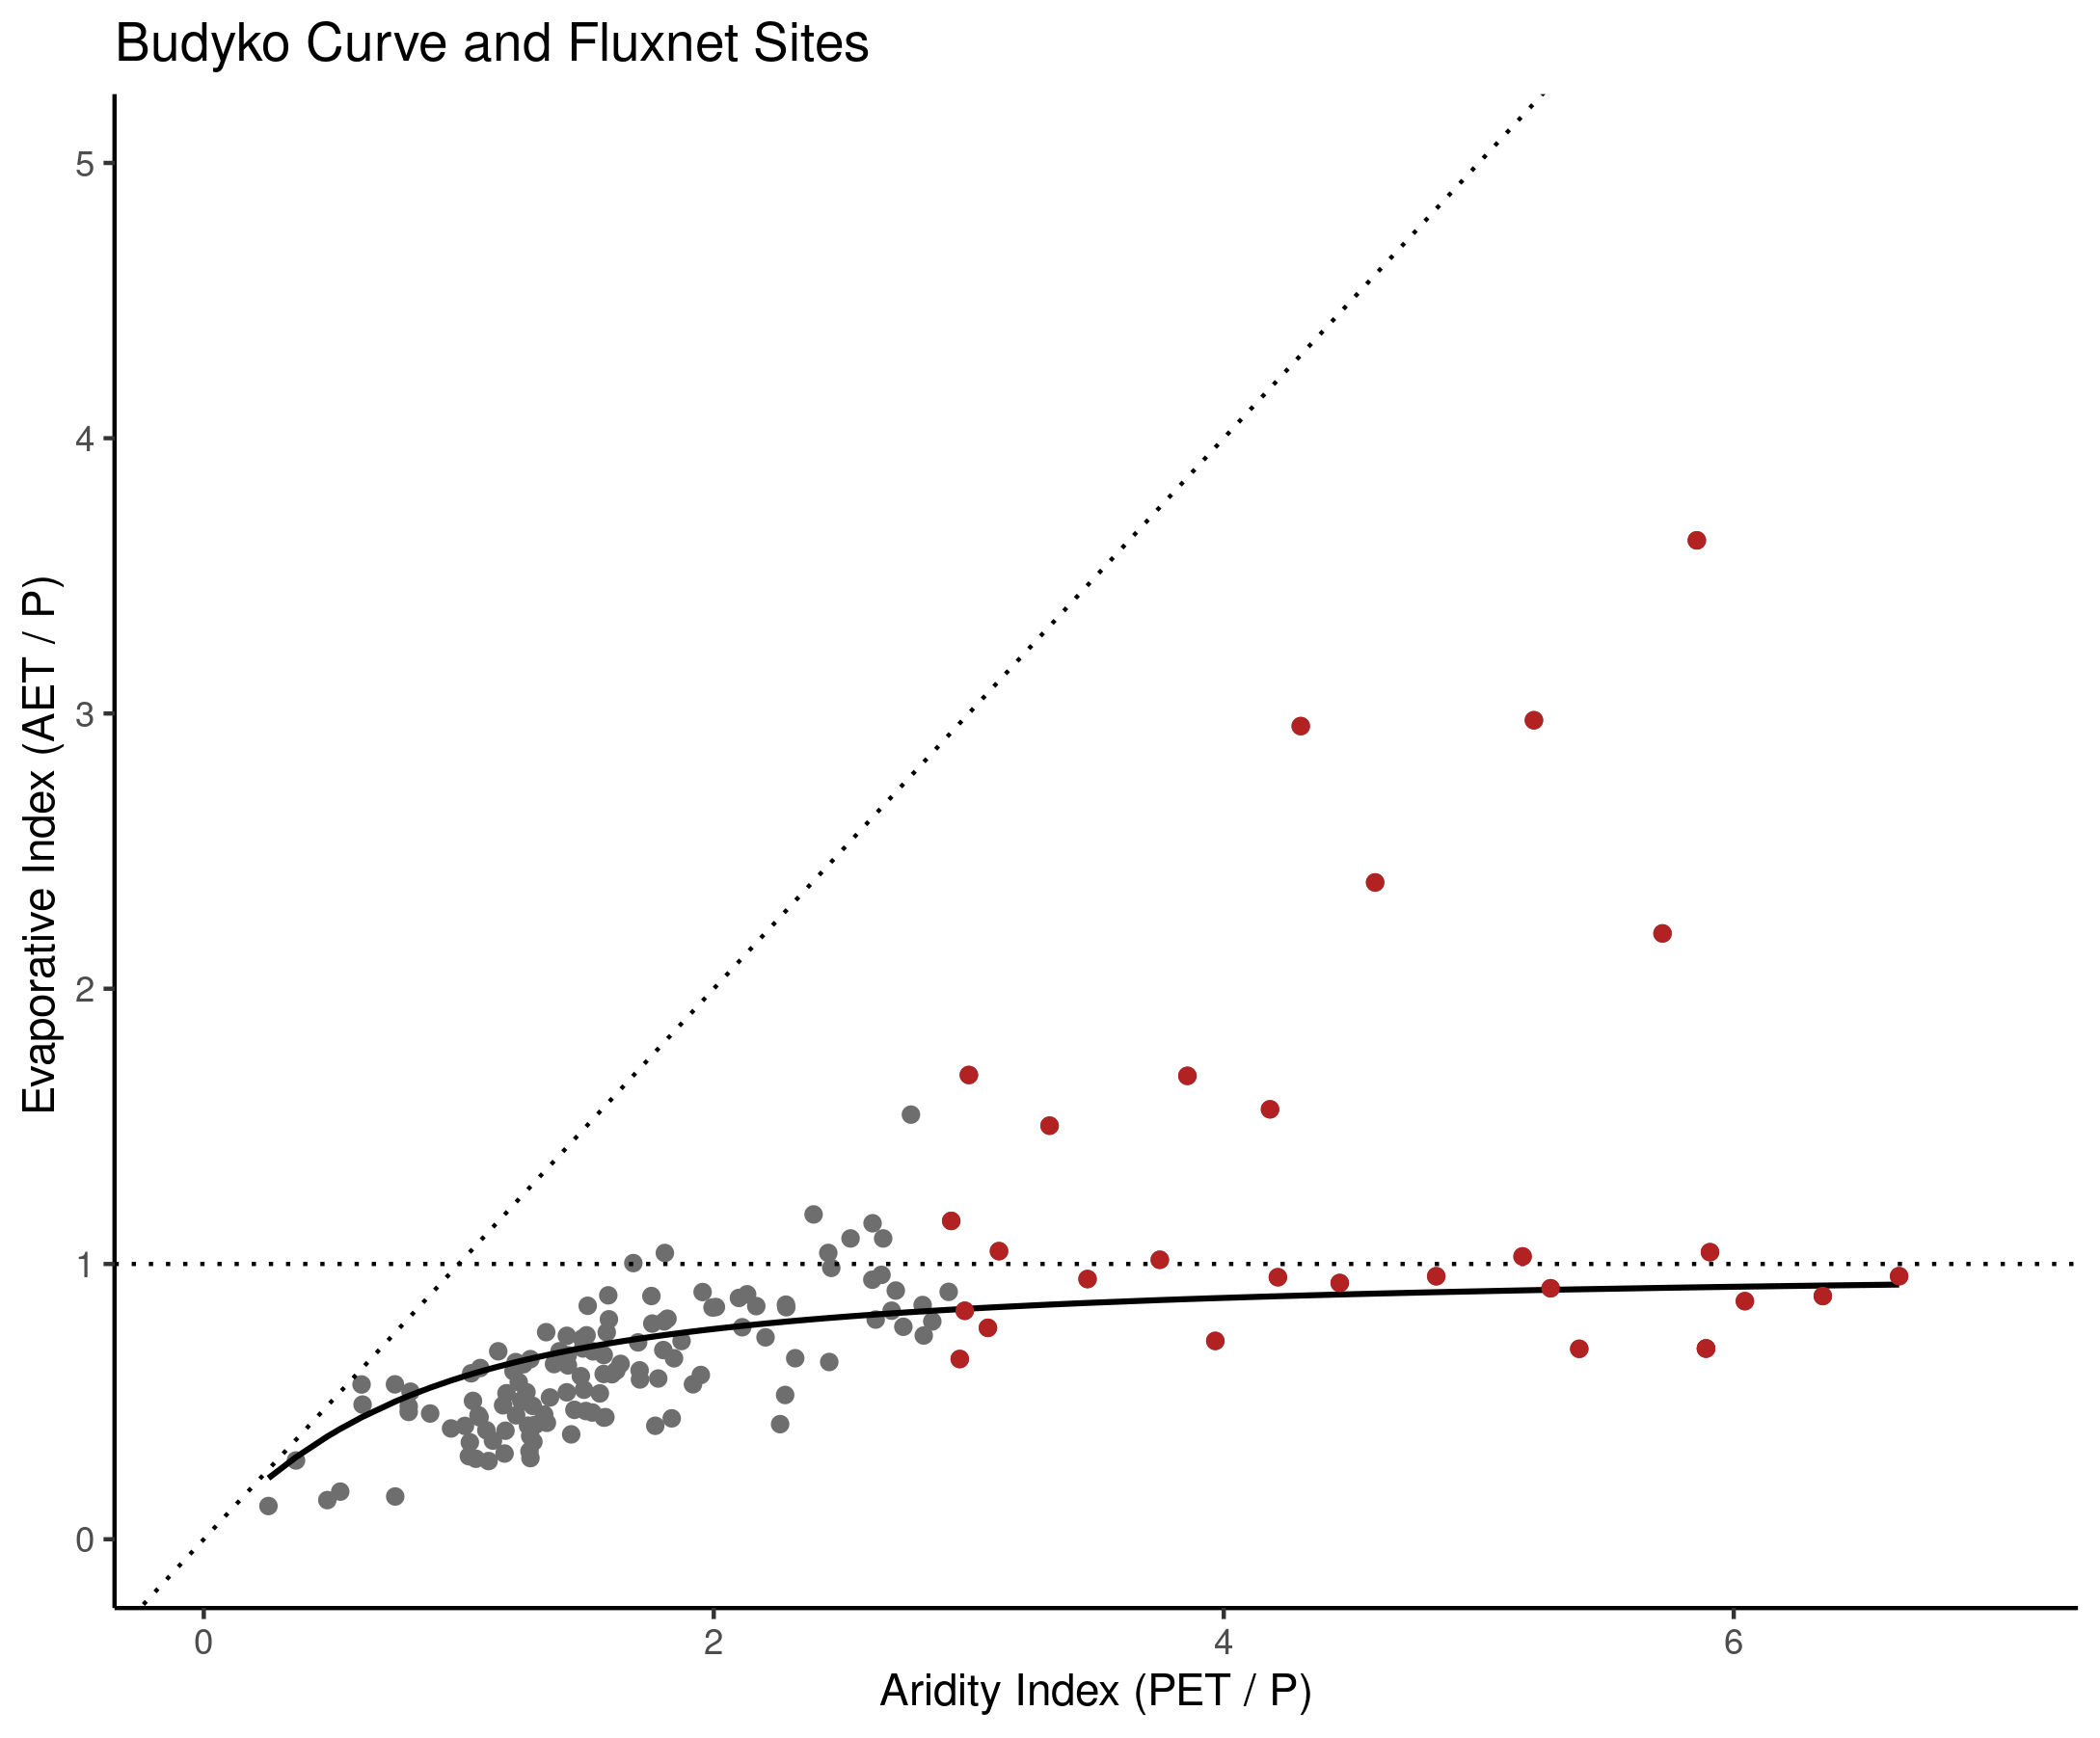 Budyko Curve and Fluxnet Sites
Evaporative Index (AET / P)
5
4
3
2
1
0
0 2 4 6
Aridity Index (PET / P)